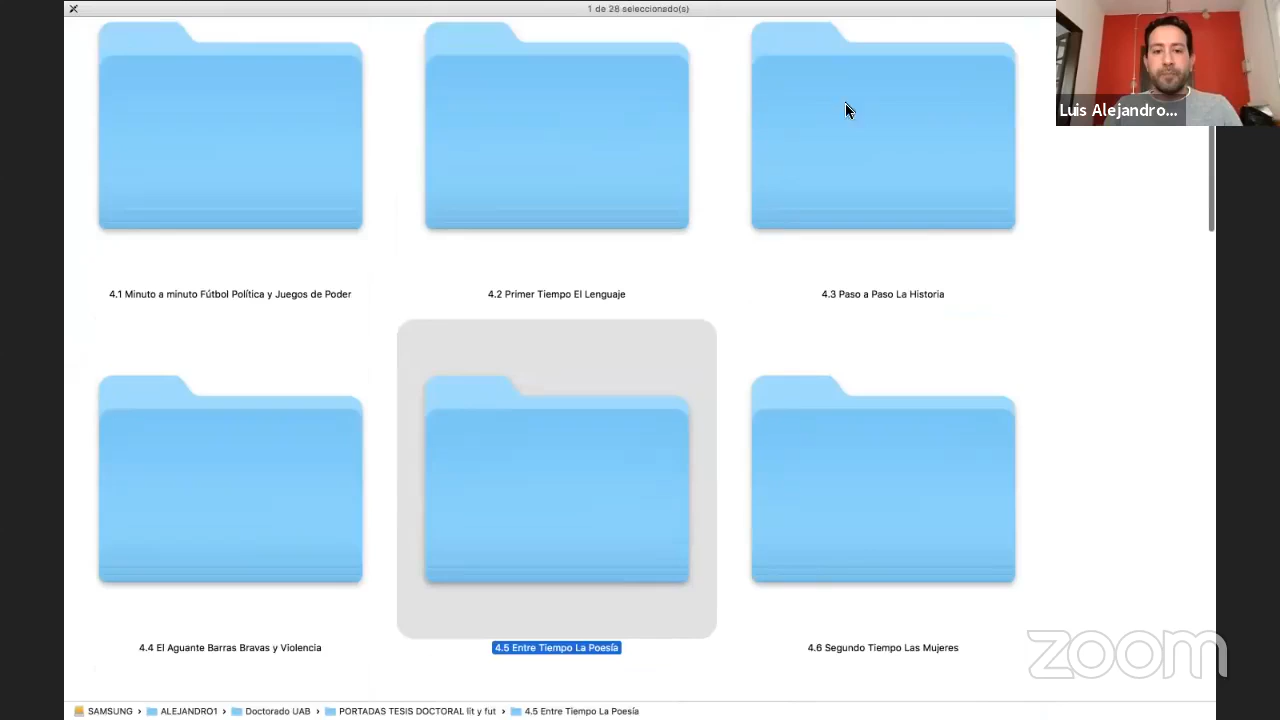 1 de 28 seleccionado(s)
Luis Alejandro...
4.1 Minuto a minuto Fútbol Política y Juegos de Poder
4.2 Primer Tiempo El Lenguaje
4.3 Paso a Paso La Historia
4.4 El Aguante Barras Bravas y Violencia
4.5 Entre Tiempo La Poesía
4.6 Segundo Tiempo Las Mujeres
zoom
SAMSUNG › ALEJANDRO1 › Doctorado UAB › PORTADAS TESIS DOCTORAL lit y fut › 4.5 Entre Tiempo La Poesía